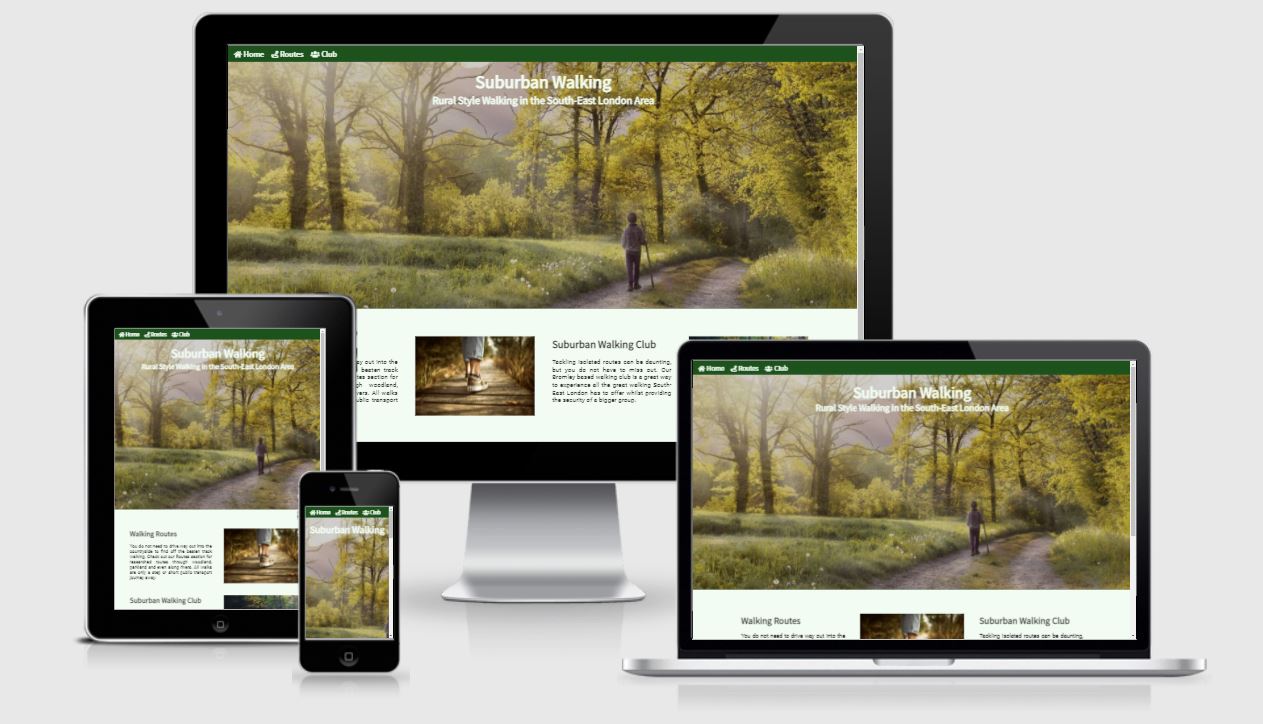 Home Routes Club
Suburban Walking
Rural Style Walking in the South-East London Area
ay out into the
beaten track
es section for
gh woodland,
vers. All walks
ublic transport
Suburban Walking Club
Tackling isolated routes can be daunting,
but you do not have to miss out. Our
Bromley based walking club is a great way
to experience all the great walking South-
East London has to offer whilst providing
the security of a bigger group.
Home Routes Club
Suburban Walking
Rural Style Walking in the South-East London Area
Walking Routes
You do not need to drive way out into the
countryside to find off the beaten track
walking. Check out our Routes section for
researched routes through woodland,
parkland and even along rivers. All walks
are only a step or short public transport
journey away.
Suburban Walking Club
Home Routes Club
Suburban Walking
Home Routes Club
Suburban Walking
Rural Style Walking in the South-East London Area
Walking Routes
You do not need to drive way out into the
Suburban Walking Club
Tackling isolated routes can be daunting,